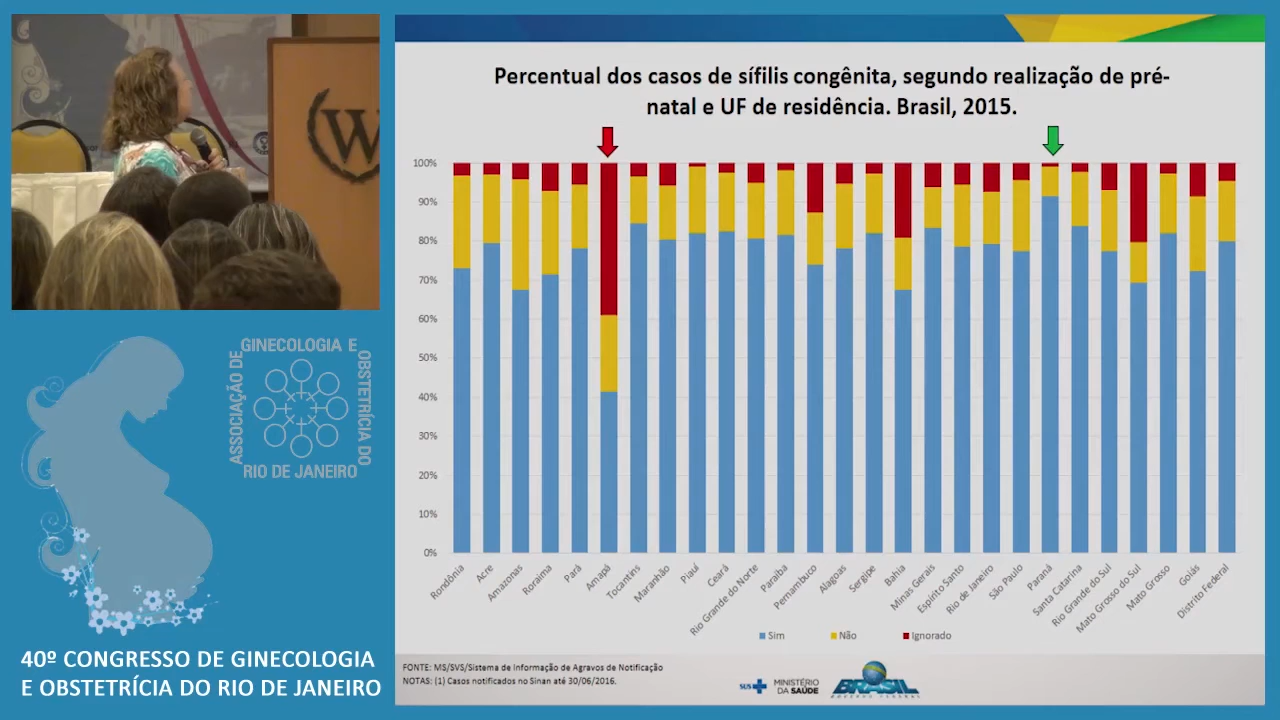 W
Percentual dos casos de sífilis congênita, segundo realização de pré-
natal e UF de residência. Brasil, 2015.
100%
90%
80%
70%
60%
50%
40%
30%
20%
10%
0%
Rondônia
Acre
Amazonas
Roraima
Pará
Amapá
Tocantins
Maranhão
Piauí
Ceará
Rio Grande do Norte
Paraíba
Pernambuco
Alagoas
Sergipe
Bahia
Minas Gerais
Espírito Santo
Rio de Janeiro
São Paulo
Paraná
Santa Catarina
Rio Grande do Sul
Mato Grosso do Sul
Mato Grosso
Goiás
Distrito Federal
Sim
Não
Ignorado
FONTE: MS/SVS/Sistema de Informação de Agravos de Notificação
NOTAS: (1) Casos notificados no Sinan até 30/06/2016.
SUS
MINISTÉRIO
DA SAÚDE
BRASIL
GOVERNO FEDERAL
ASSOCIAÇÃO DE
GINECOLOGIA E
OBSTETRÍCIA DO
RIO DE JANEIRO
40º CONGRESSO DE GINECOLOGIA
E OBSTETRÍCIA DO RIO DE JANEIRO